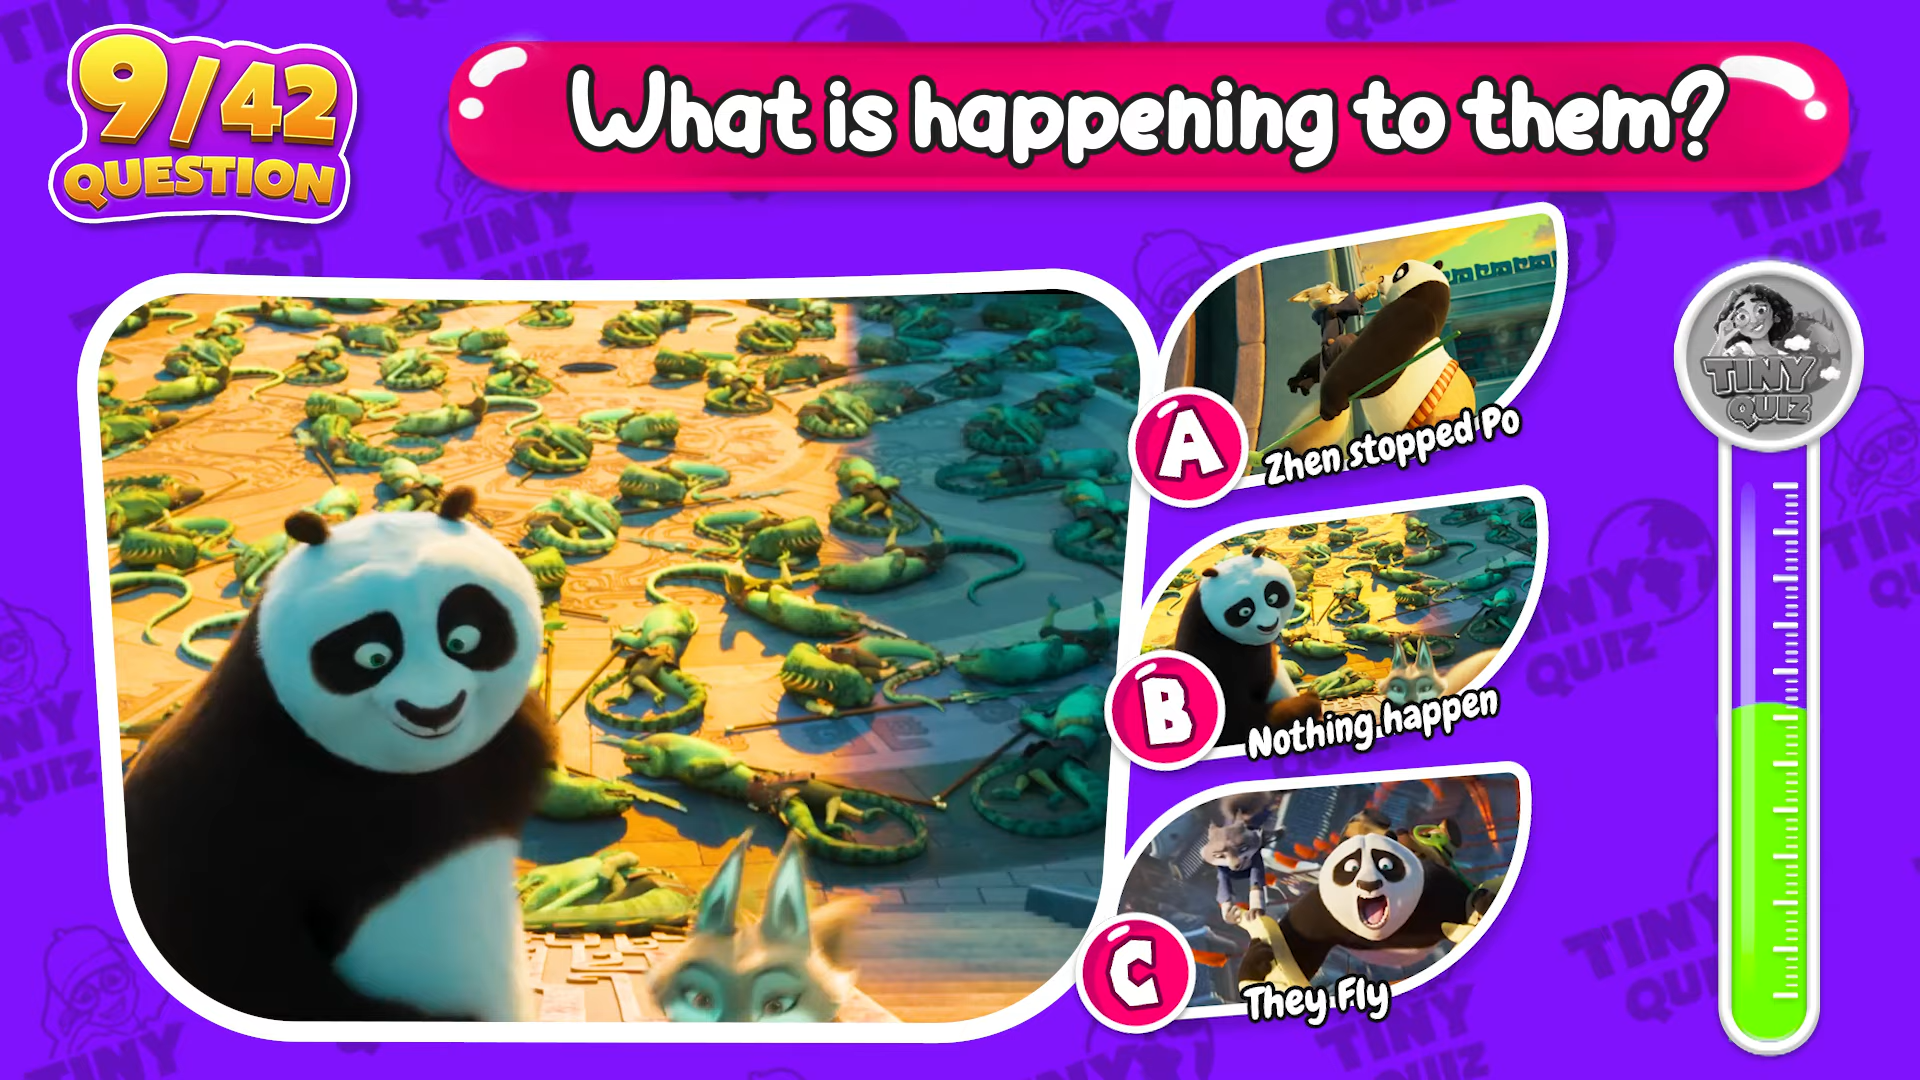 9/42
QUESTION
What is happening to them?
A
Zhen stopped Po
B
Nothing happen
C
They Fly
TINY
QUIZ